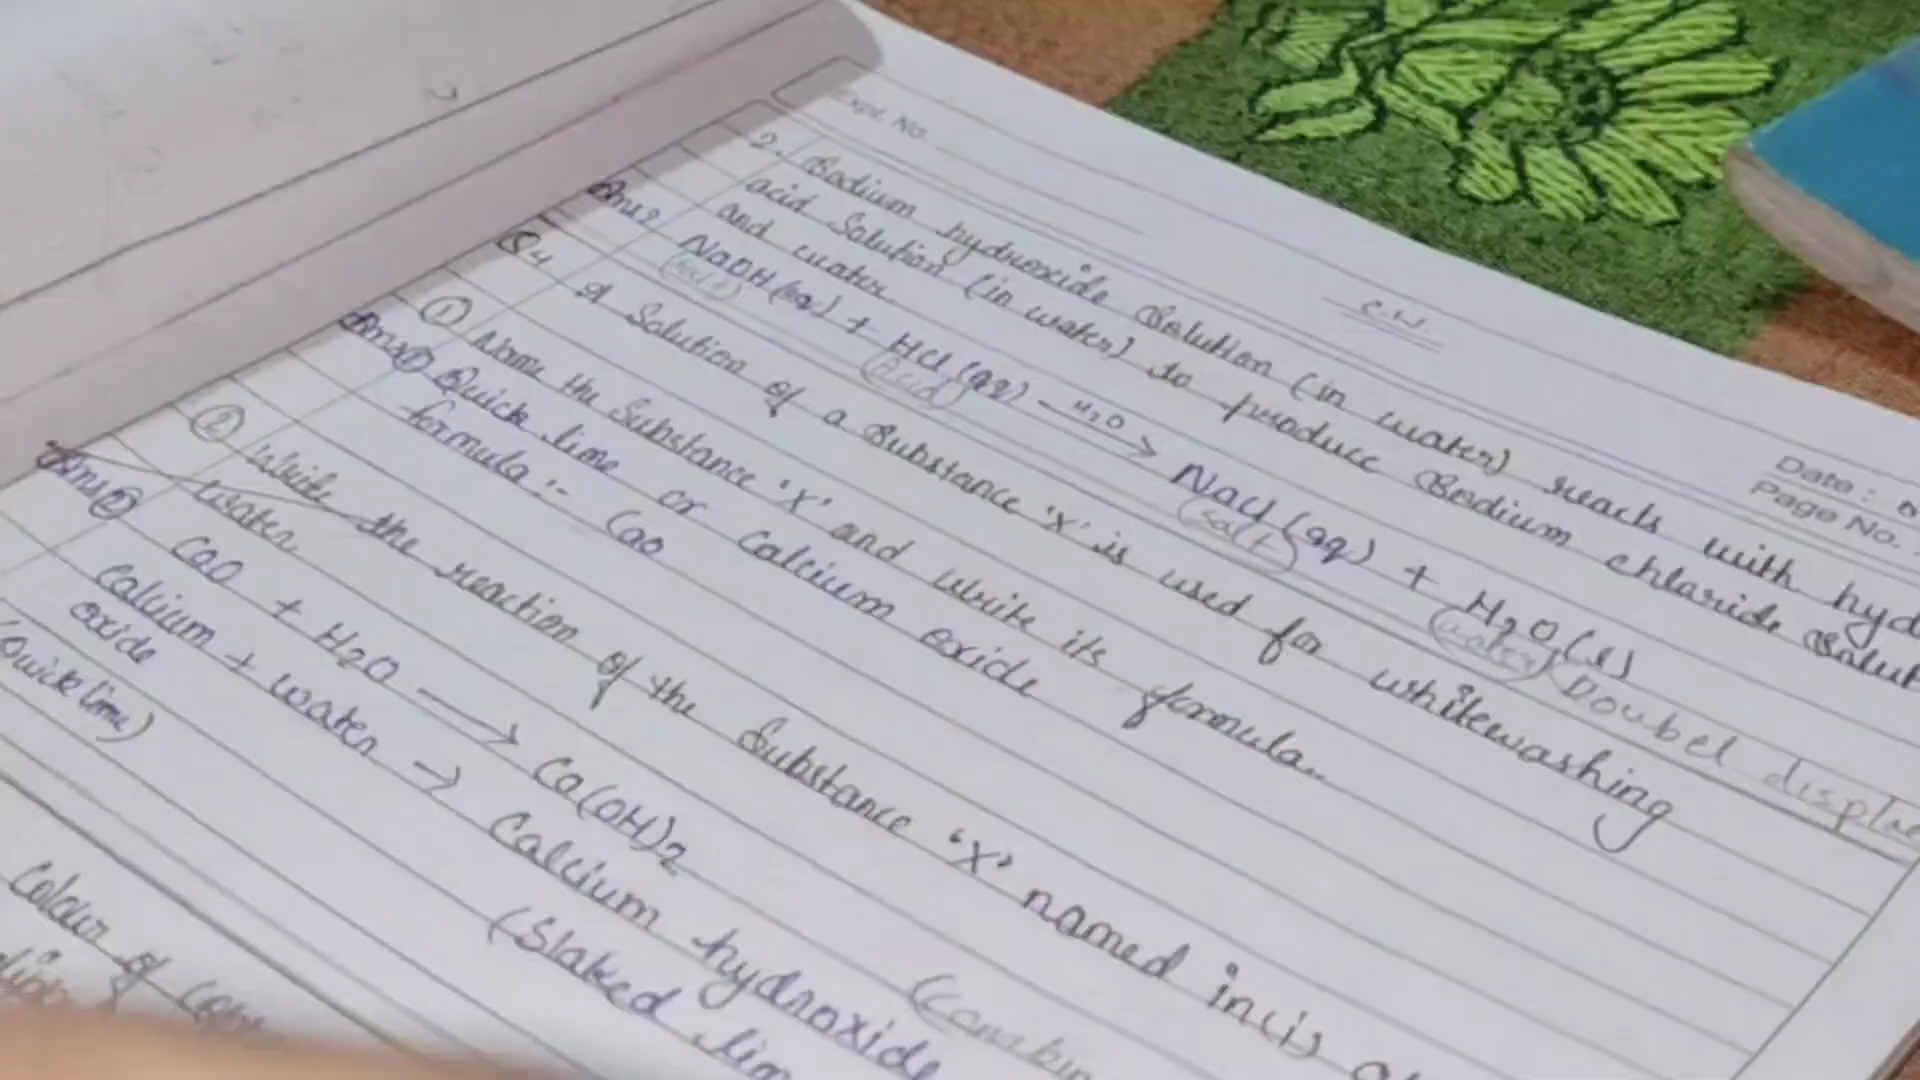 Expt. No.
C.W.
Date :
Page No.
2. Sodium hydroxide Solution (in water) reacts with hyd
acid Solution (in water) to produce Sodium chloride Solut
and water
Ans2 NaOH (aq) + HCl (aq) H2O → NaCl (aq) + H2O (l)
(Acid) (salt) (water) Doubel displac
Q4 A Solution of a Substance 'X' is used for whitewashing
① Name the Substance 'X' and write its formula.
Ans① Quick lime or Calcium oxide
formula :- CaO
② Write the reaction of the Substance 'X' named in (i)
water.
Ans② CaO + H2O → Ca(OH)2
Calcium + water → Calcium hydroxide (Combin
oxide (Slaked lim
(Quick lime)
Colour of